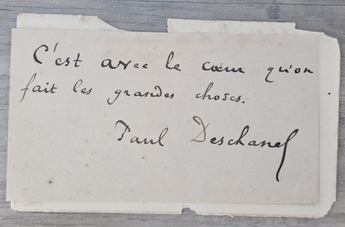 C'est avec le cœur qu'on
fait les grandes choses.
Paul Deschanel